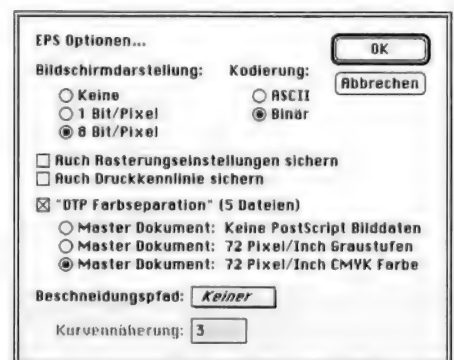 EPS Optionen...
OK
Bildschirmdarstellung:
Kodierung:
Abbrechen
Keine
ASCII
1 Bit/Pixel
Binär
8 Bit/Pixel
Auch Rasterungseinstellungen sichern
Auch Druckkennlinie sichern
"DTP Farbseparation" (5 Dateien)
Master Dokument: Keine PostScript Bilddaten
Master Dokument: 72 Pixel/Inch Graustufen
Master Dokument: 72 Pixel/Inch CMYK Farbe
Beschneidungspfad: Keiner
Kurvennäherung: 3